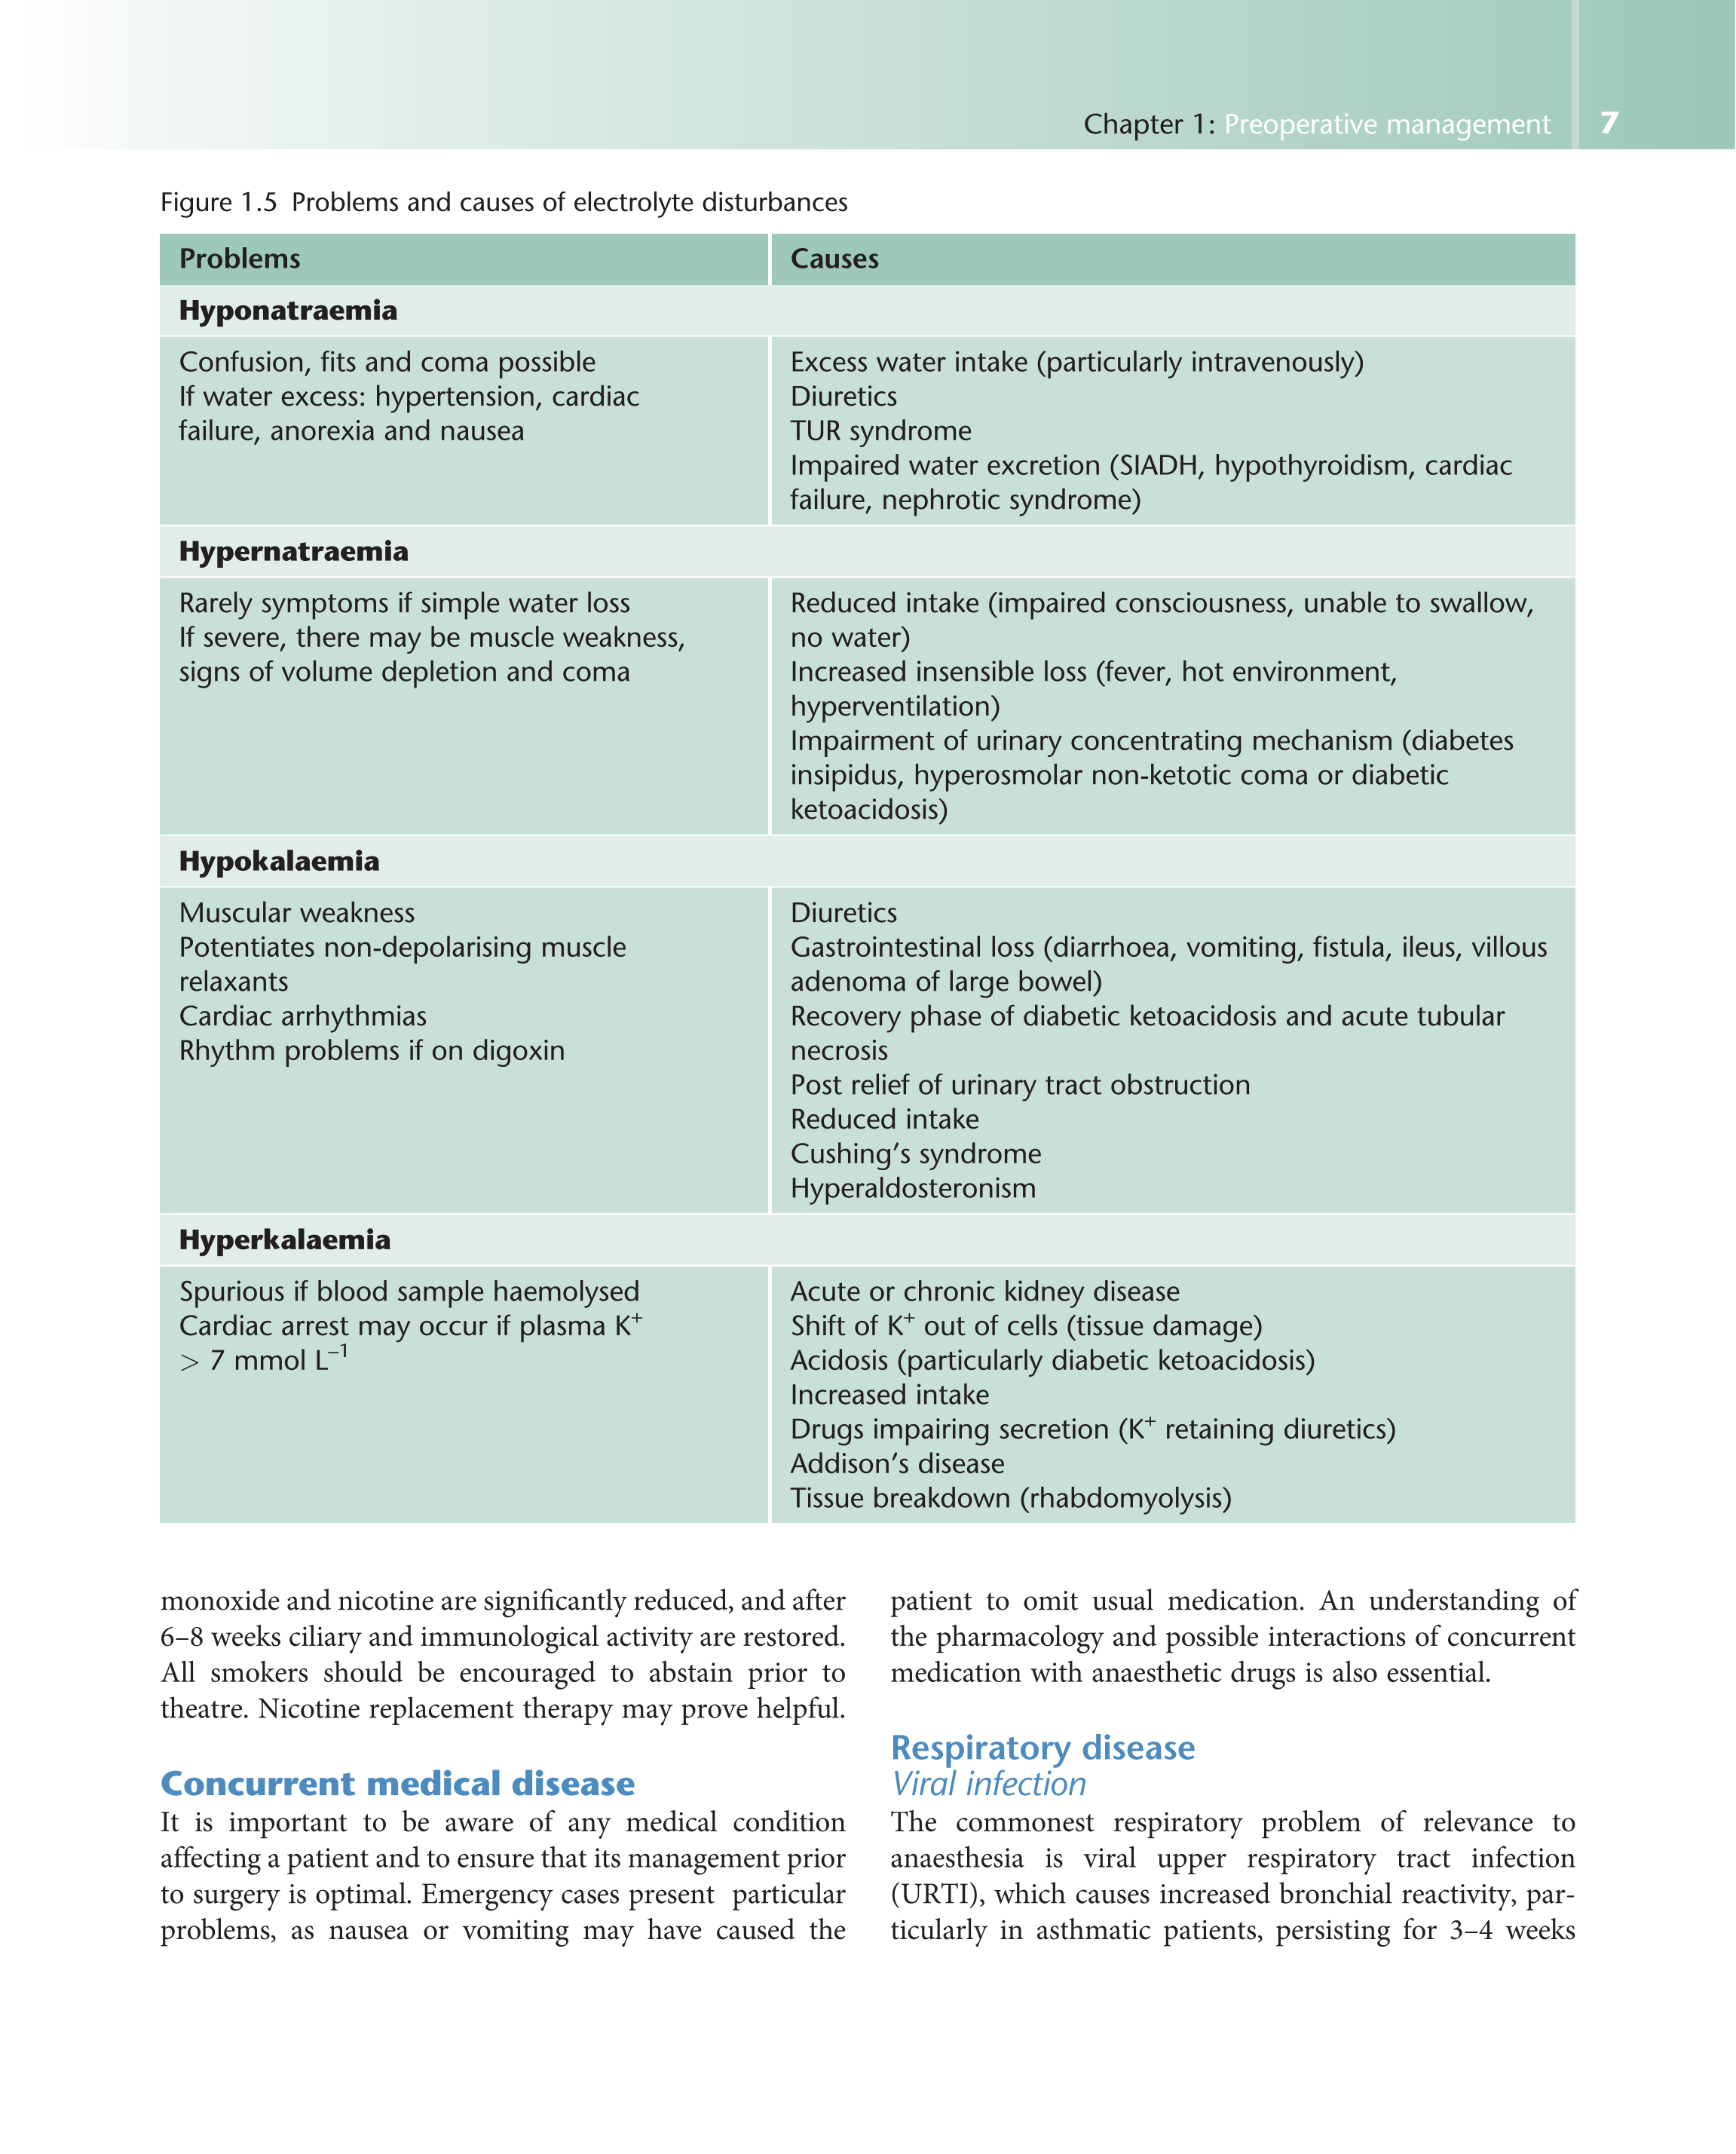 Chapter 1: Preoperative management 7
Figure 1.5 Problems and causes of electrolyte disturbances
Problems
Causes
Hyponatraemia
Confusion, fits and coma possible
If water excess: hypertension, cardiac
failure, anorexia and nausea
Excess water intake (particularly intravenously)
Diuretics
TUR syndrome
Impaired water excretion (SIADH, hypothyroidism, cardiac
failure, nephrotic syndrome)
Hypernatraemia
Rarely symptoms if simple water loss
If severe, there may be muscle weakness,
signs of volume depletion and coma
Reduced intake (impaired consciousness, unable to swallow,
no water)
Increased insensible loss (fever, hot environment,
hyperventilation)
Impairment of urinary concentrating mechanism (diabetes
insipidus, hyperosmolar non-ketotic coma or diabetic
ketoacidosis)
Hypokalaemia
Muscular weakness
Potentiates non-depolarising muscle
relaxants
Cardiac arrhythmias
Rhythm problems if on digoxin
Diuretics
Gastrointestinal loss (diarrhoea, vomiting, fistula, ileus, villous
adenoma of large bowel)
Recovery phase of diabetic ketoacidosis and acute tubular
necrosis
Post relief of urinary tract obstruction
Reduced intake
Cushing’s syndrome
Hyperaldosteronism
Hyperkalaemia
Spurious if blood sample haemolysed
Cardiac arrest may occur if plasma K⁺
> 7 mmol L⁻¹
Acute or chronic kidney disease
Shift of K⁺ out of cells (tissue damage)
Acidosis (particularly diabetic ketoacidosis)
Increased intake
Drugs impairing secretion (K⁺ retaining diuretics)
Addison’s disease
Tissue breakdown (rhabdomyolysis)
monoxide and nicotine are significantly reduced, and after
6–8 weeks ciliary and immunological activity are restored.
All smokers should be encouraged to abstain prior to
theatre. Nicotine replacement therapy may prove helpful.
Concurrent medical disease
It is important to be aware of any medical condition
affecting a patient and to ensure that its management prior
to surgery is optimal. Emergency cases present particular
problems, as nausea or vomiting may have caused the
patient to omit usual medication. An understanding of
the pharmacology and possible interactions of concurrent
medication with anaesthetic drugs is also essential.
Respiratory disease
Viral infection
The commonest respiratory problem of relevance to
anaesthesia is viral upper respiratory tract infection
(URTI), which causes increased bronchial reactivity, par-
ticularly in asthmatic patients, persisting for 3–4 weeks